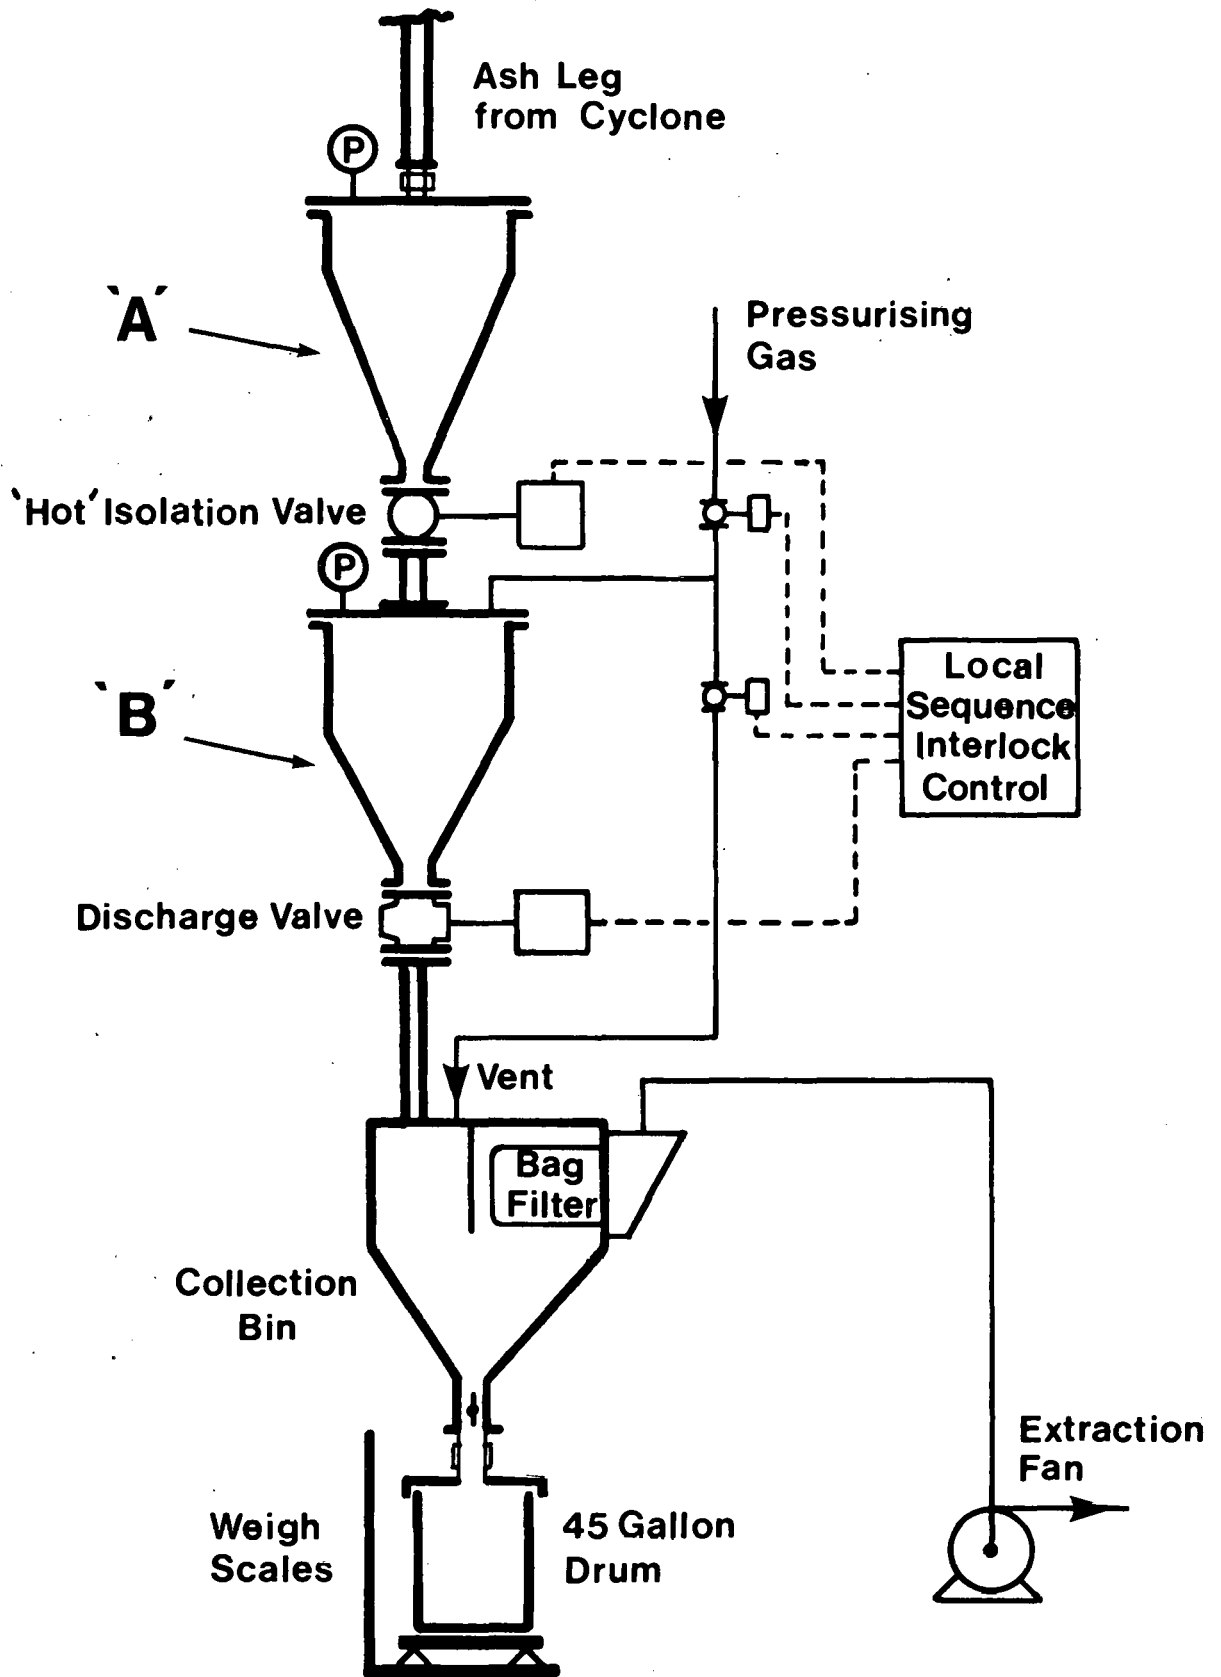 Ash Leg
from Cyclone
P
`A´
Pressurising
Gas
`Hot´ Isolation Valve
P
Local
Sequence
Interlock
Control
`B´
Discharge Valve
Vent
Bag
Filter
Collection
Bin
Extraction
Fan
Weigh
Scales
45 Gallon
Drum